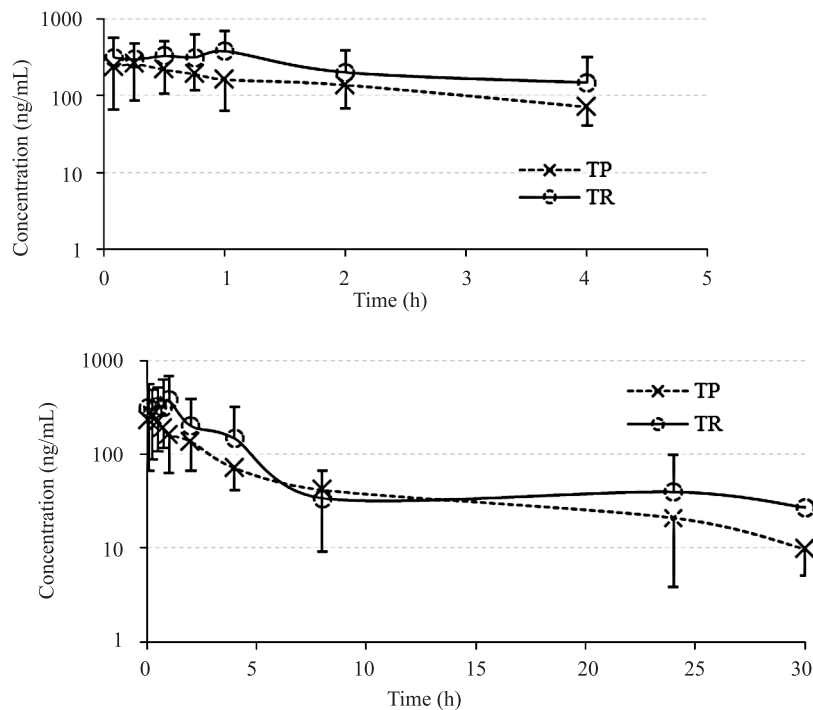 1000
100
10
1
Concentration (ng/mL)
TP
TR
0 1 2 3 4 5
Time (h)
1000
100
10
1
Concentration (ng/mL)
TP
TR
0 5 10 15 20 25 30
Time (h)